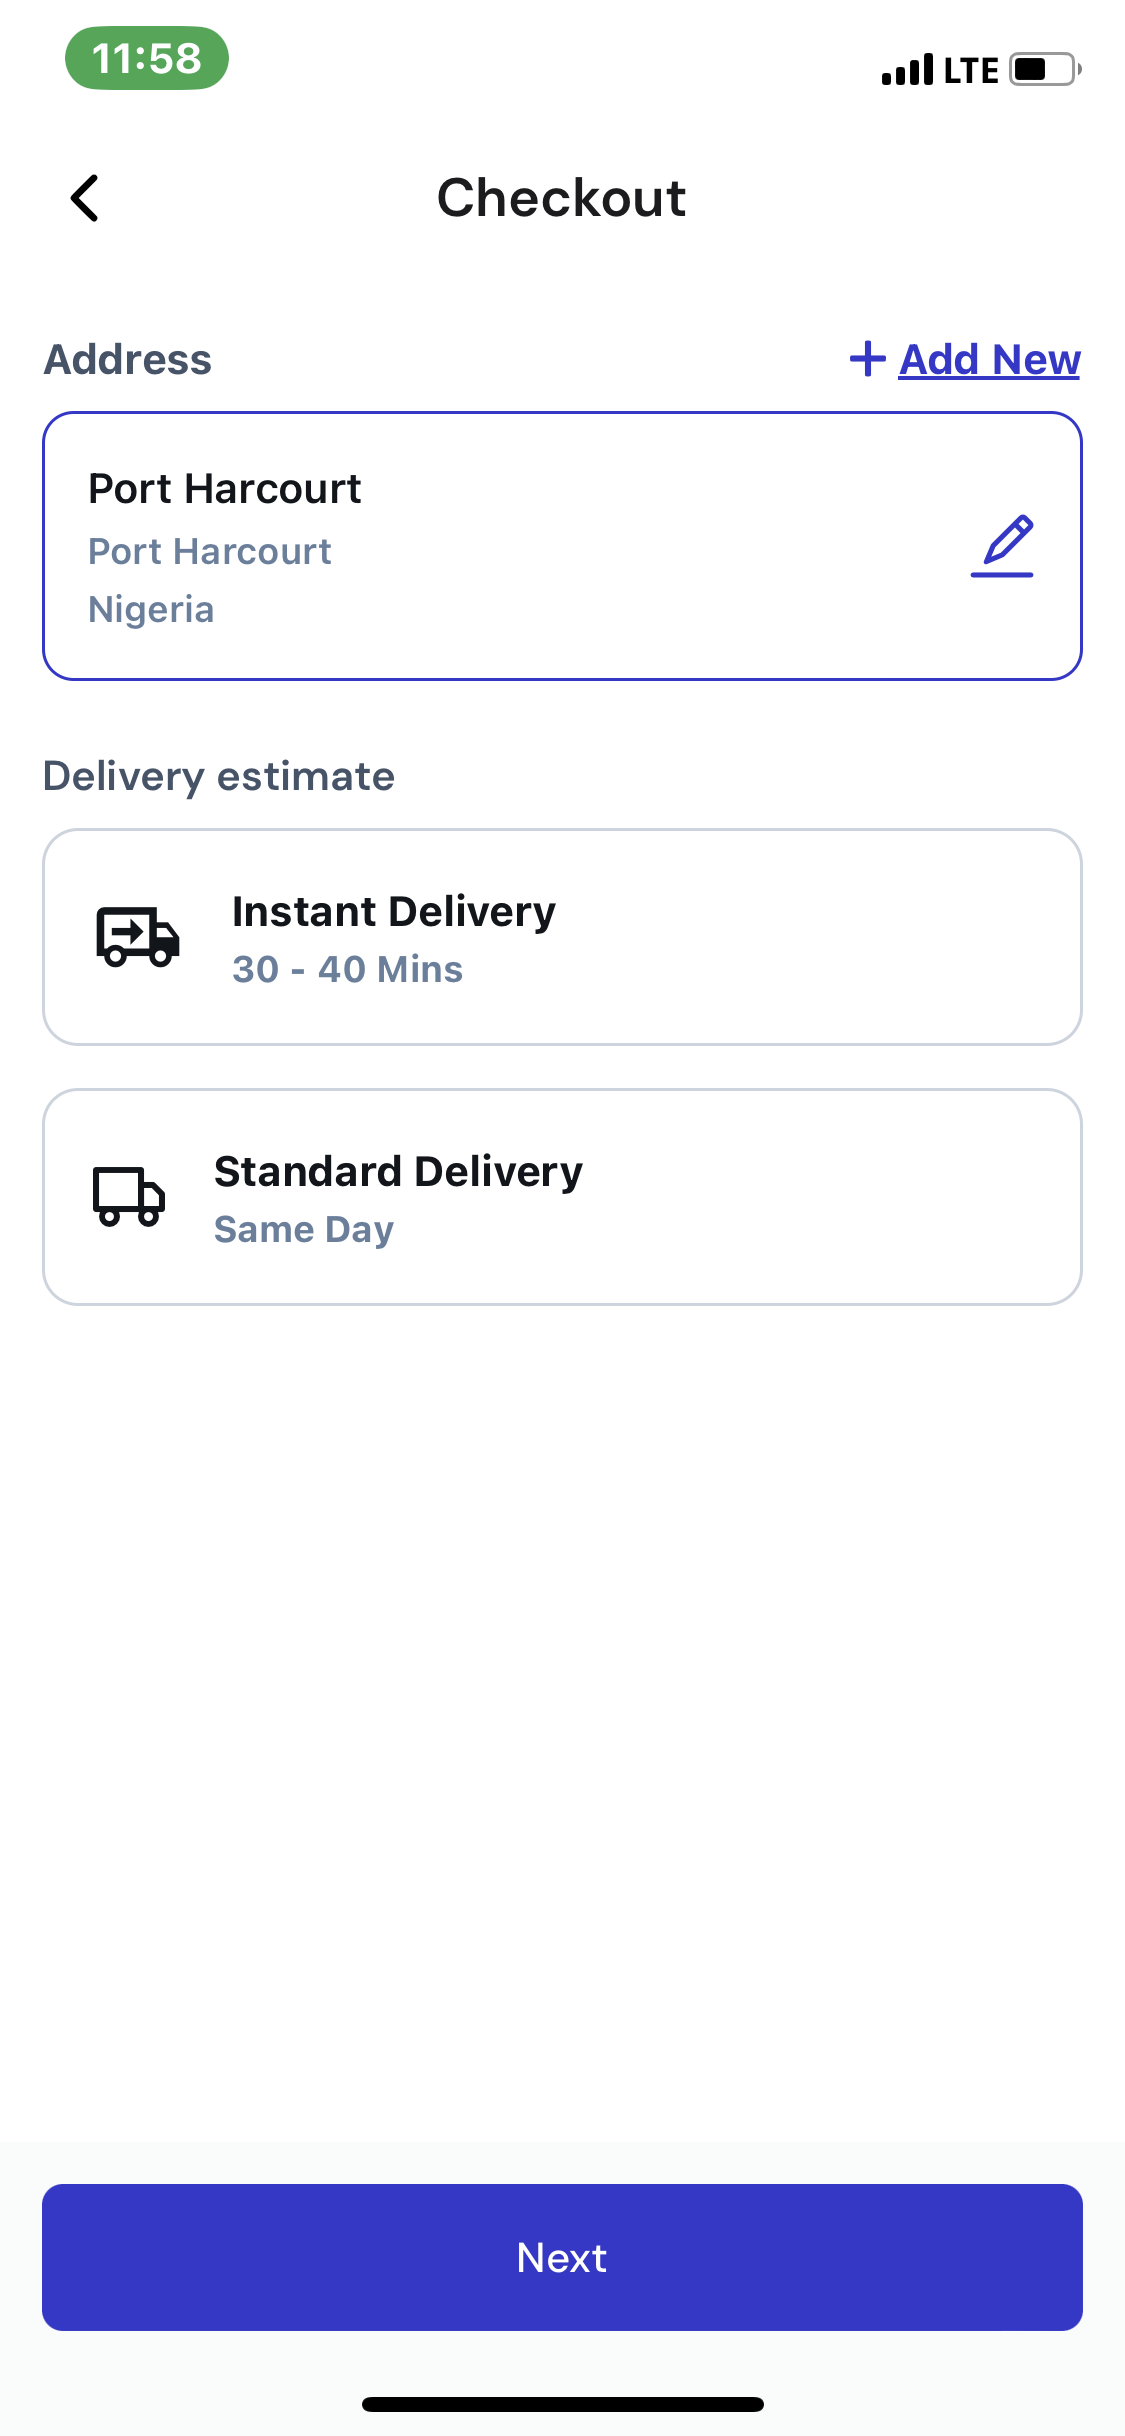 11:58
LTE
Checkout
Address
Add New
Port Harcourt
Port Harcourt
Nigeria
Delivery estimate
Instant Delivery
30 - 40 Mins
Standard Delivery
Same Day
Next